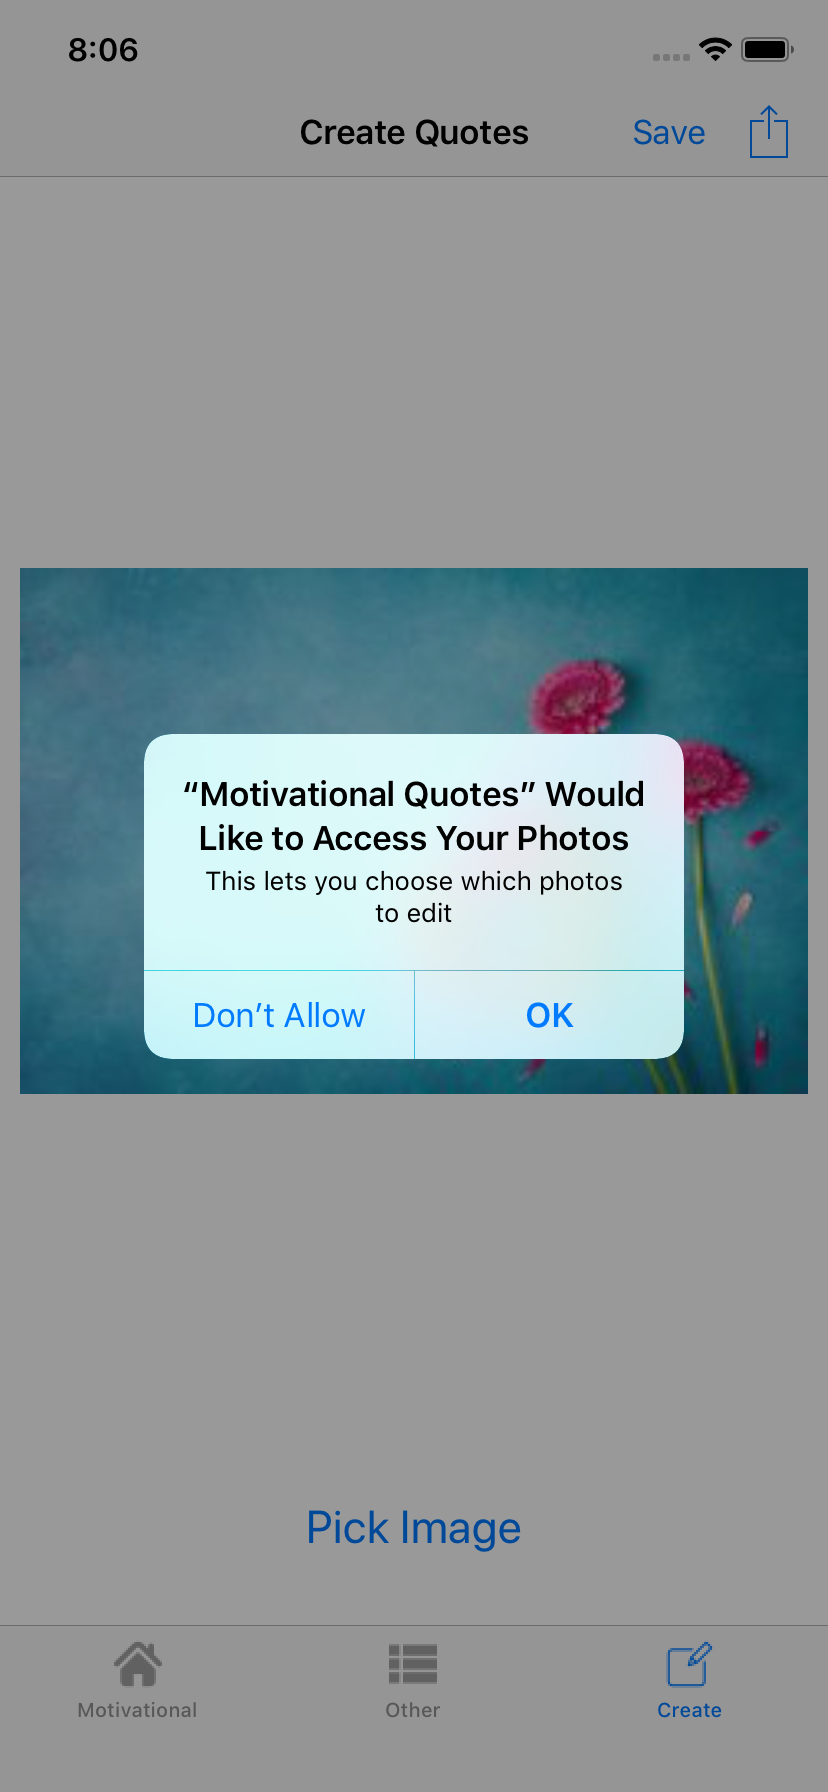 8:06
Create Quotes
Save
“Motivational Quotes” Would
Like to Access Your Photos
This lets you choose which photos
to edit
Don’t Allow
OK
Pick Image
Motivational
Other
Create